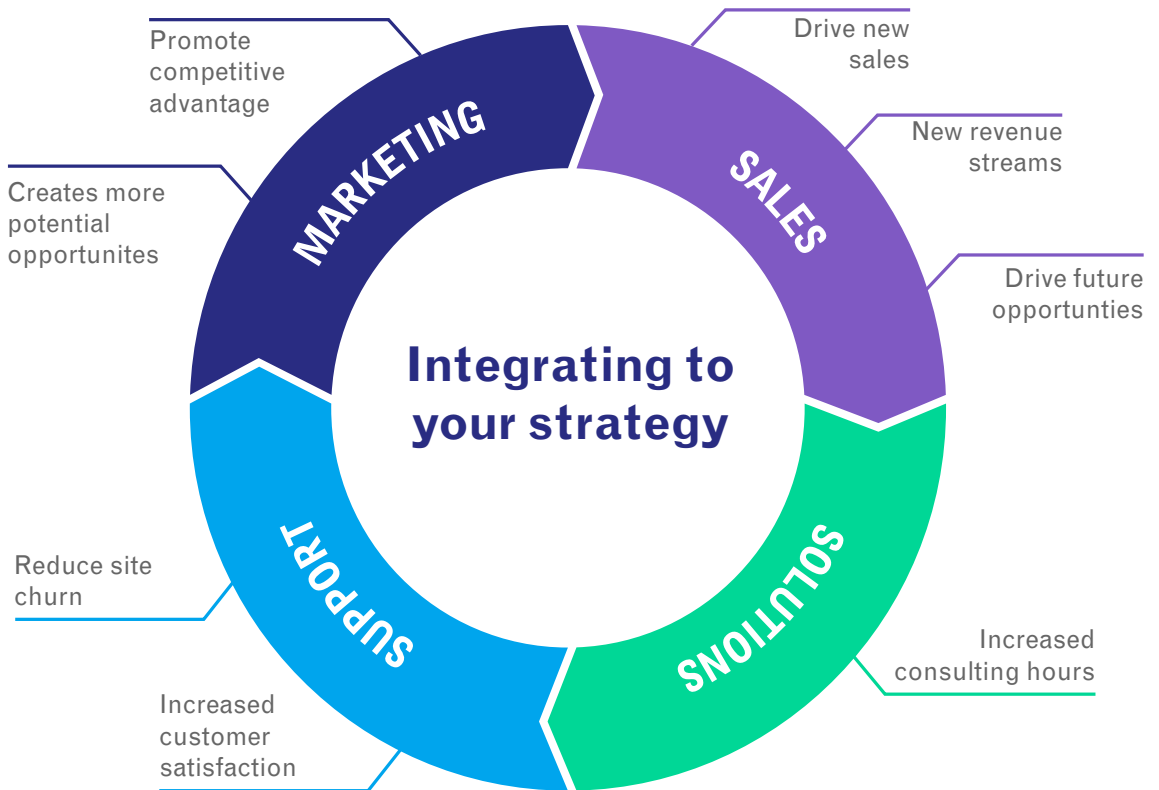 Promote
competitive
advantage
Drive new
sales
New revenue
streams
Creates more
potential
opportunites
MARKETING
SALES
Drive future
opportunties
Integrating to
your strategy
SUPPORT
SOLUTIONS
Reduce site
churn
Increased
consulting hours
Increased
customer
satisfaction